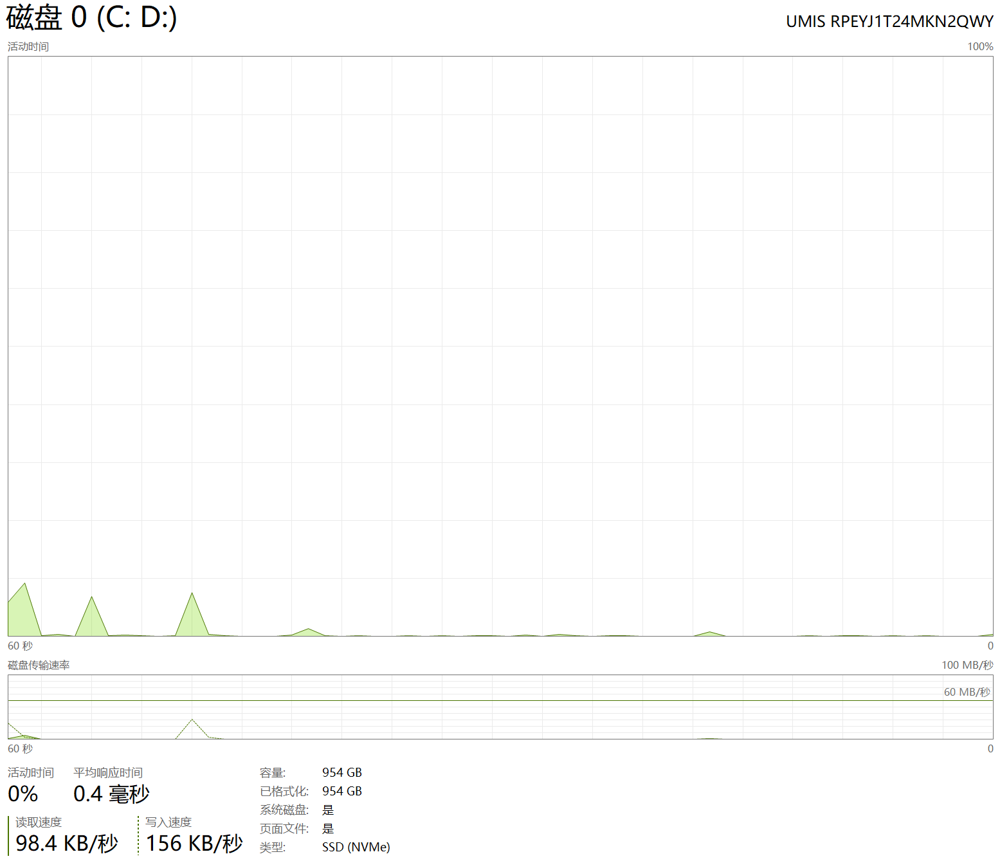 磁盘 0 (C: D:)
UMIS RPEYJ1T24MKN2QWY
活动时间
100%
60 秒
0
磁盘传输速率
100 MB/秒
60 MB/秒
60 秒
0
活动时间
0%
平均响应时间
0.4 毫秒
读取速度
98.4 KB/秒
写入速度
156 KB/秒
容量: 954 GB
已格式化: 954 GB
系统磁盘: 是
页面文件: 是
类型: SSD (NVMe)